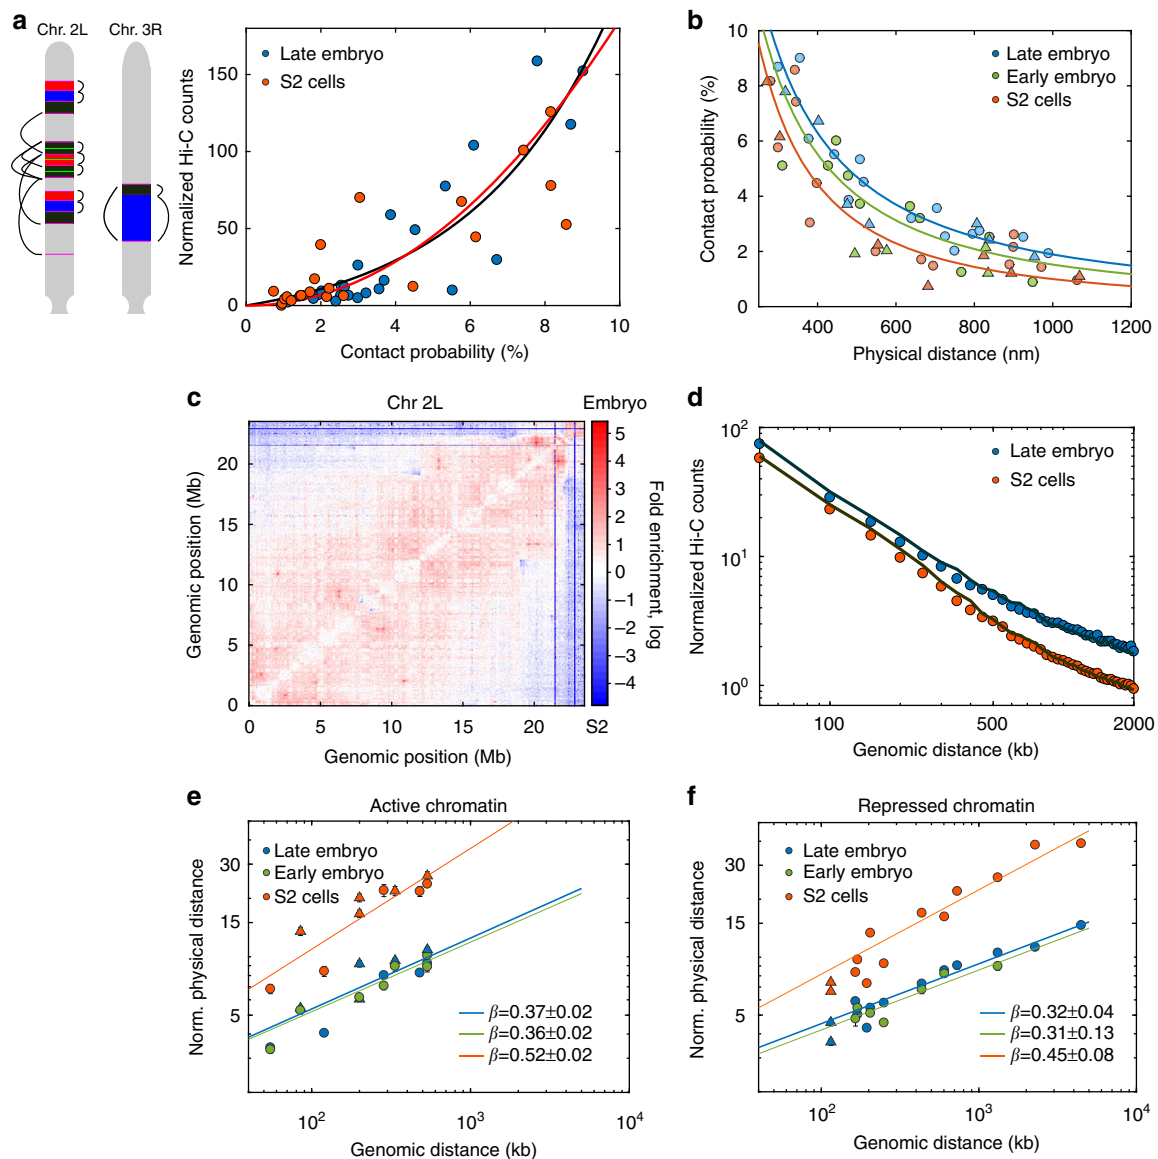 a
Chr. 2L
Chr. 3R
Normalized Hi-C counts
150
100
50
0
Late embryo
S2 cells
0 2 4 6 8 10
Contact probability (%)
b
Contact probability (%)
10
8
6
4
2
0
Late embryo
Early embryo
S2 cells
400 600 800 1000 1200
Physical distance (nm)
c
Chr 2L
Embryo
Genomic position (Mb)
20
15
10
5
0
0 5 10 15 20
S2
Genomic position (Mb)
5
4
3
2
1
0
−1
−2
−3
−4
Fold enrichment, log
d
Normalized Hi-C counts
10²
10¹
10⁰
Late embryo
S2 cells
100 500 2000
Genomic distance (kb)
e
Active chromatin
Norm. physical distance
30
15
5
Late embryo
Early embryo
S2 cells
β=0.37±0.02
β=0.36±0.02
β=0.52±0.02
10² 10³ 10⁴
Genomic distance (kb)
f
Repressed chromatin
Norm. physical distance
30
15
5
Late embryo
Early embryo
S2 cells
β=0.32±0.04
β=0.31±0.13
β=0.45±0.08
10² 10³ 10⁴
Genomic distance (kb)